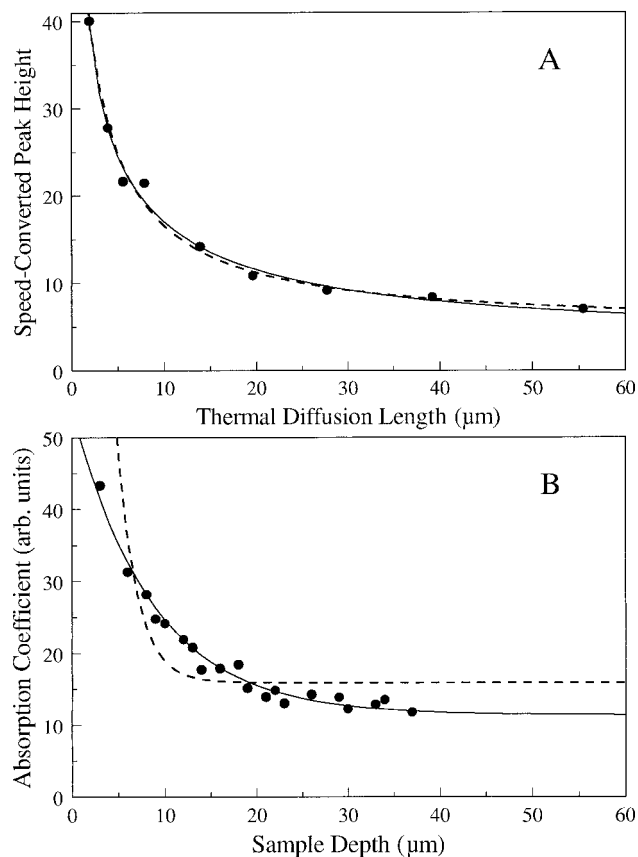 40
30
20
10
0
Speed-Converted Peak Height
A
0 10 20 30 40 50 60
Thermal Diffusion Length (µm)
50
40
30
20
10
0
Absorption Coefficient (arb. units)
B
0 10 20 30 40 50 60
Sample Depth (µm)